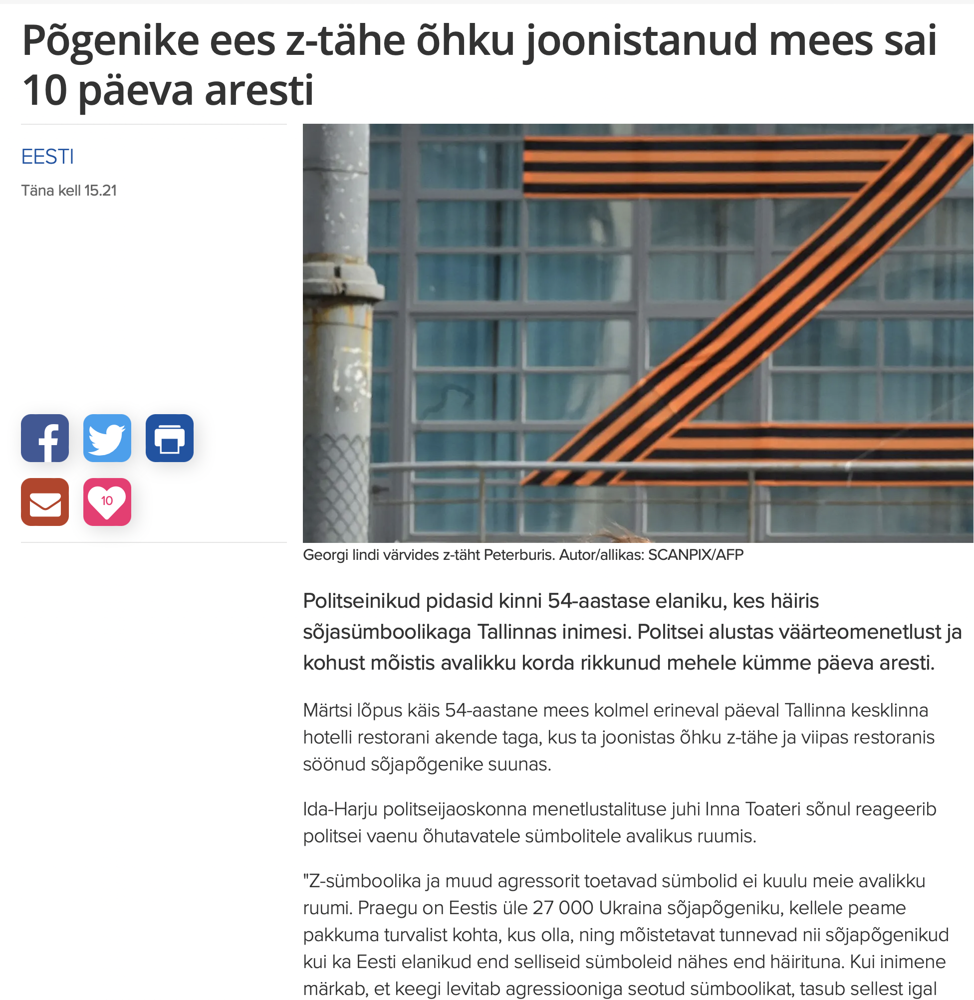 Põgenike ees z-tähe õhku joonistanud mees sai
10 päeva aresti
EESTI
Täna kell 15.21
10
Georgi lindi värvides z-täht Peterburis. Autor/allikas: SCANPIX/AFP
Politseinikud pidasid kinni 54-aastase elaniku, kes häiris
sõjasümboolikaga Tallinnas inimesi. Politsei alustas väärteomenetlust ja
kohust mõistis avalikku korda rikkunud mehele kümme päeva aresti.
Märtsi lõpus käis 54-aastane mees kolmel erineval päeval Tallinna kesklinna
hotelli restorani akende taga, kus ta joonistas õhku z-tähe ja viipas restoranis
söönud sõjapõgenike suunas.
Ida-Harju politseijaoskonna menetlustalituse juhi Inna Toateri sõnul reageerib
politsei vaenu õhutavatele sümbolitele avalikus ruumis.
"Z-sümboolika ja muud agressorit toetavad sümbolid ei kuulu meie avalikku
ruumi. Praegu on Eestis üle 27 000 Ukraina sõjapõgeniku, kellele peame
pakkuma turvalist kohta, kus olla, ning mõistetavat tunnevad nii sõjapõgenikud
kui ka Eesti elanikud end selliseid sümboleid nähes end häirituna. Kui inimene
märkab, et keegi levitab agressiooniga seotud sümboolikat, tasub sellest igal